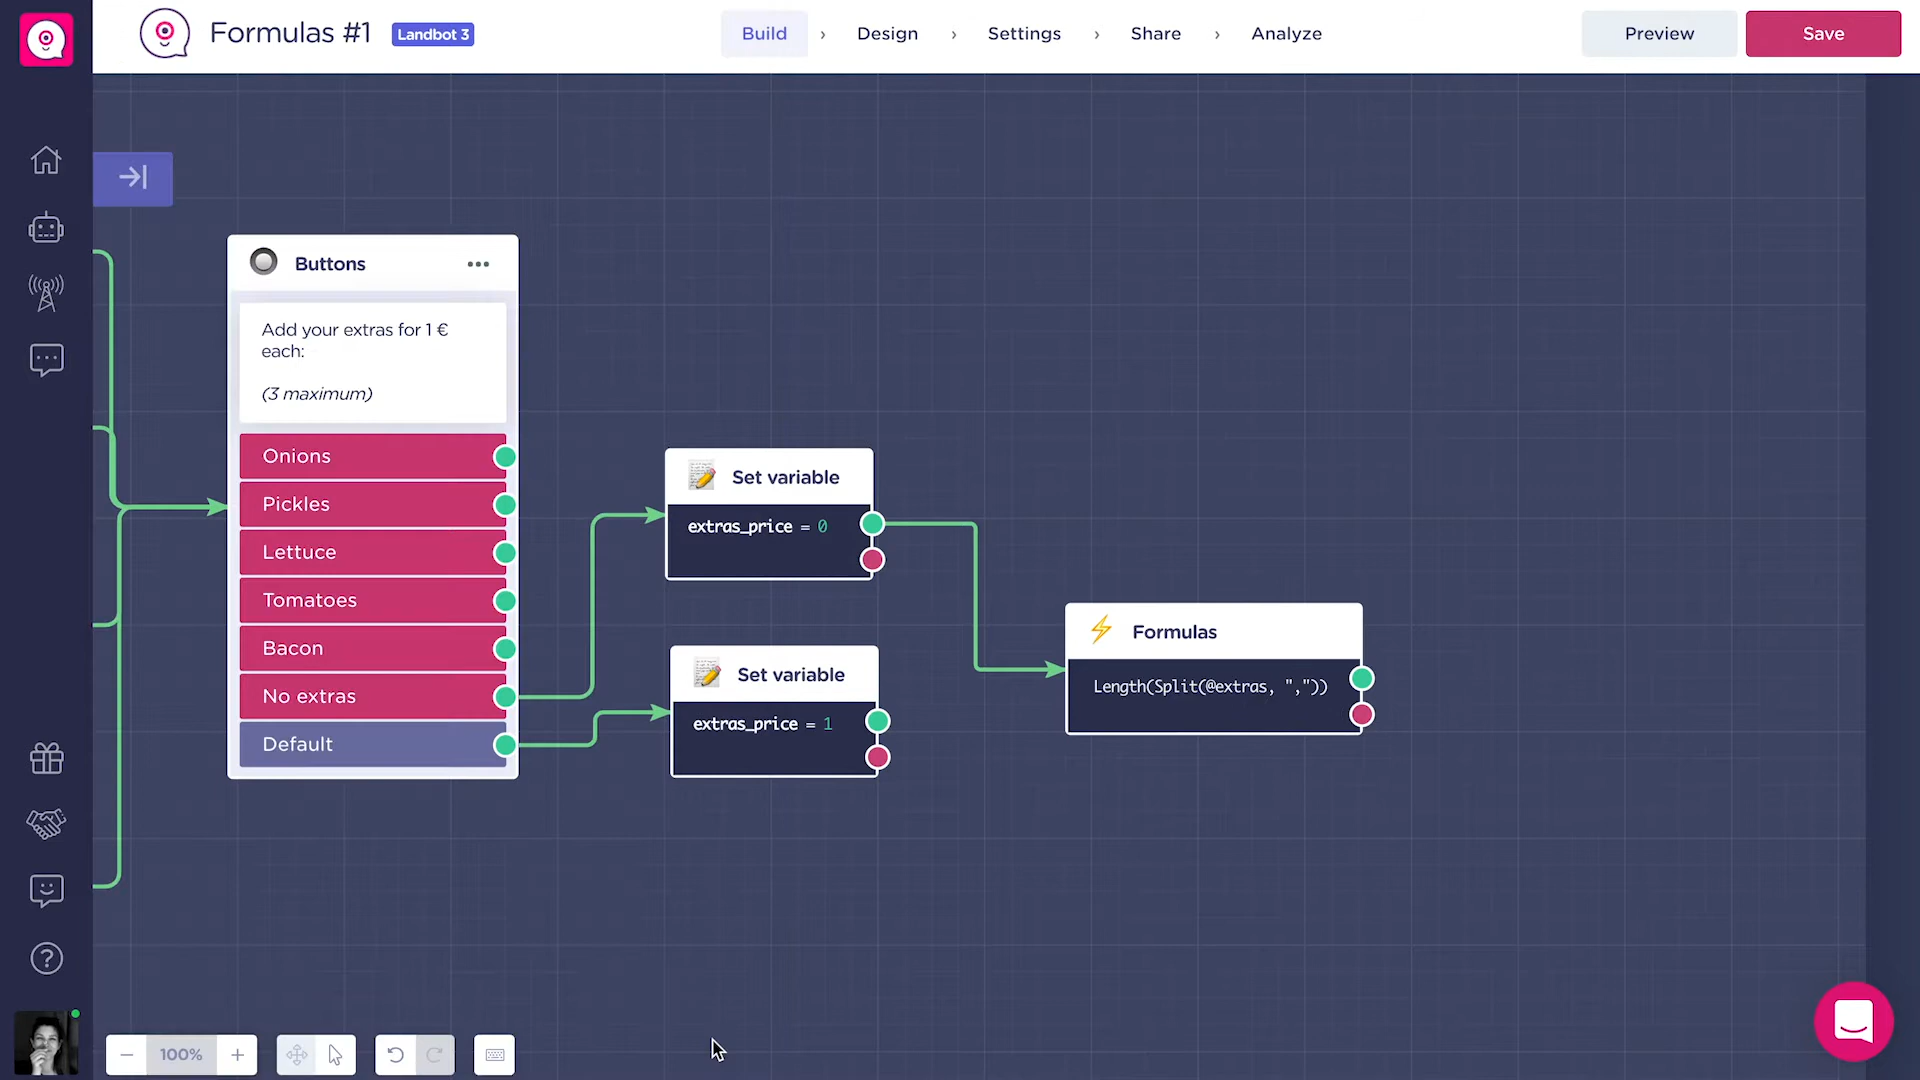 Formulas #1
Landbot 3
Build
Design
Settings
Share
Analyze
Preview
Save
Buttons
Add your extras for 1 €
each:
(3 maximum)
Onions
Pickles
Lettuce
Tomatoes
Bacon
No extras
Default
Set variable
extras_price = 0
Set variable
extras_price = 1
Formulas
Length(Split(@extras, ","))
100%